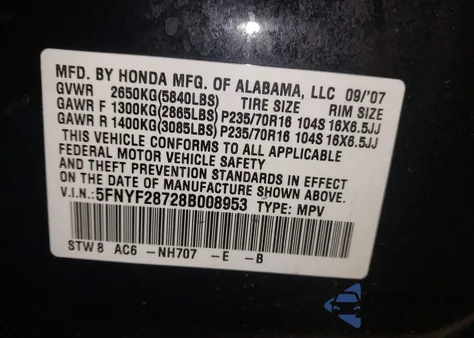 MFD. BY HONDA MFG. OF ALABAMA, LLC 09/'07
GVWR 2650KG(5840LBS) TIRE SIZE RIM SIZE
GAWR F 1300KG(2865LBS) P235/70R16 104S 16X6.5JJ
GAWR R 1400KG(3085LBS) P235/70R16 104S 16X6.5JJ
THIS VEHICLE CONFORMS TO ALL APPLICABLE
FEDERAL MOTOR VEHICLE SAFETY AND
THEFT PREVENTION STANDARDS IN EFFECT
ON THE DATE OF MANUFACTURE SHOWN ABOVE.
V.I.N.:5FNYF28728B008953 TYPE: MPV
STW8 AC6 -NH707 -E -B